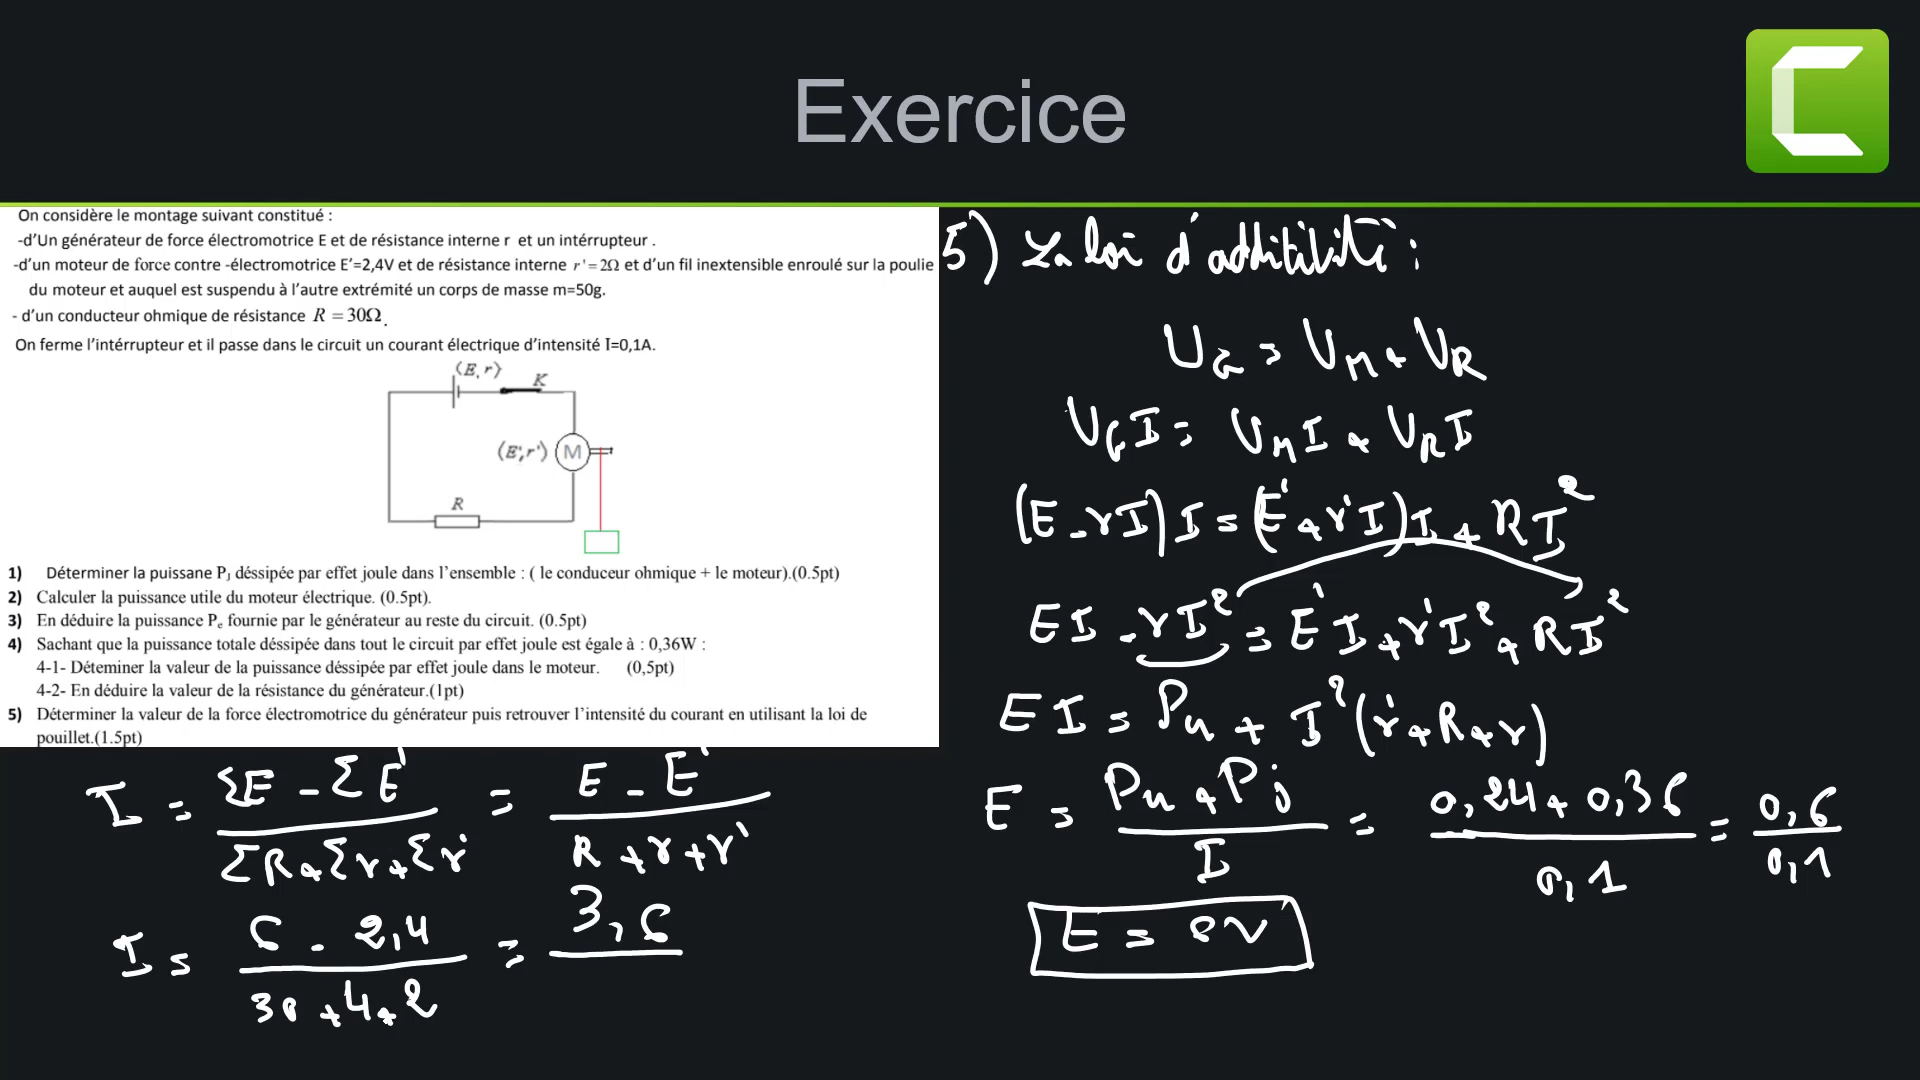 Exercice
On considère le montage suivant constitué :
-d’Un générateur de force électromotrice E et de résistance interne r et un intérrupteur .
-d’un moteur de force contre -électromotrice E’=2,4V et de résistance interne r'=2Ω et d’un fil inextensible enroulé sur la poulie
du moteur et auquel est suspendu à l’autre extrémité un corps de masse m=50g.
- d’un conducteur ohmique de résistance R = 30Ω.
On ferme l’intérrupteur et il passe dans le circuit un courant électrique d’intensité I=0,1A.
(E, r)
K
(E', r')
M
R
1) Déterminer la puissane PJ déssipée par effet joule dans l’ensemble : ( le conduceur ohmique + le moteur).(0.5pt)
2) Calculer la puissance utile du moteur électrique. (0.5pt).
3) En déduire la puissance Pe fournie par le générateur au reste du circuit. (0.5pt)
4) Sachant que la puissance totale déssipée dans tout le circuit par effet joule est égale à : 0,36W :
4-1- Déteminer la valeur de la puissance déssipée par effet joule dans le moteur. (0,5pt)
4-2- En déduire la valeur de la résistance du générateur.(1pt)
5) Déterminer la valeur de la force électromotrice du générateur puis retrouver l’intensité du courant en utilisant la loi de
pouillet.(1.5pt)
I = ΣE - ΣE' / ΣR + Σr + Σr' = E - E' / R + r + r'
I = 6 - 2,4 / 30 + 4 + 2 = 3,6
5) La loi d'additivité :
UG = UM + UR
UG I = UM I + UR I
(E - rI) I = (E' + r'I) I + RI²
EI - rI² = E'I + r'I² + RI²
EI = Pu + I² (r' + R + r)
E = Pu + Pj / I = 0,24 + 0,36 / 0,1 = 0,6 / 0,1
E = 6V